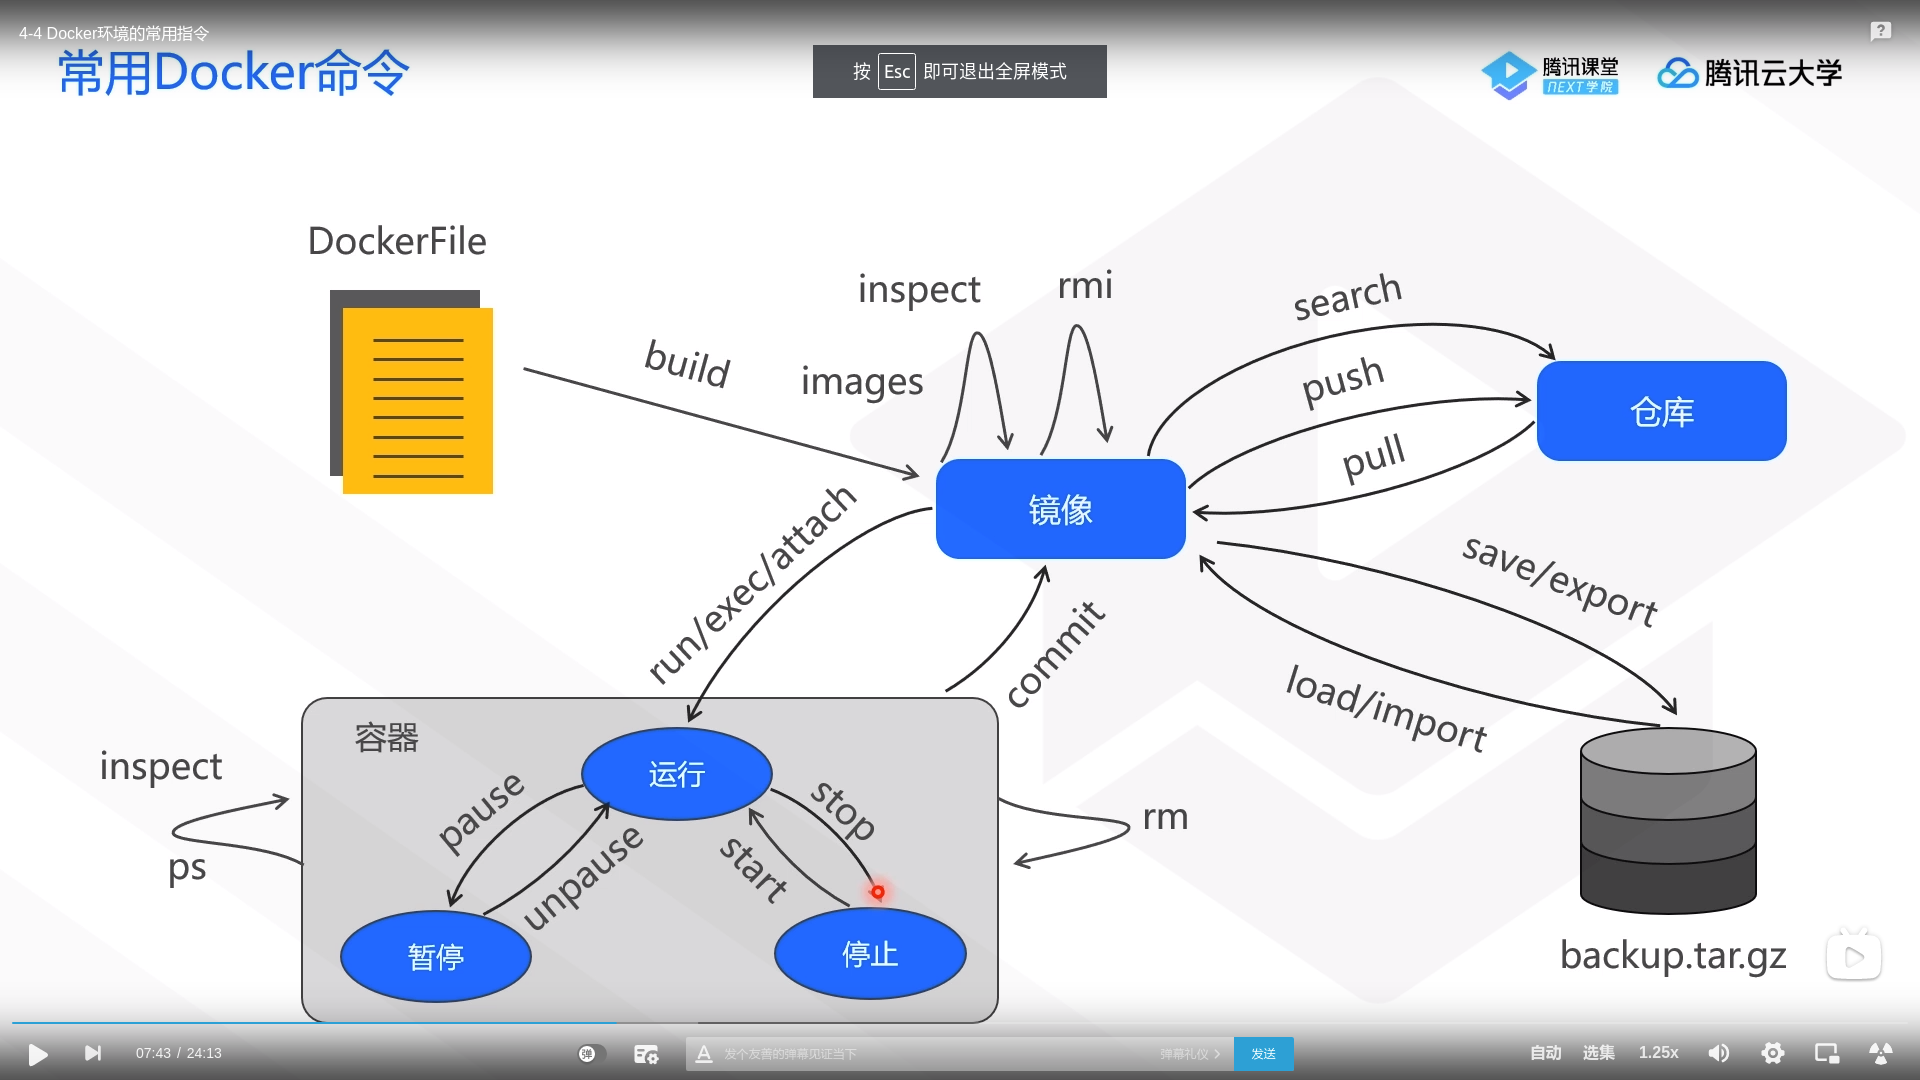 4-4 Docker环境的常用指令
常用Docker命令
按 Esc 即可退出全屏模式
腾讯课堂
NEXT学院
腾讯云大学
DockerFile
inspect
rmi
search
build
images
push
仓库
pull
镜像
run/exec/attach
commit
save/export
load/import
容器
inspect
运行
pause
stop
unpause
start
ps
rm
暂停
停止
backup.tar.gz
07:43 / 24:13
弹
发个友善的弹幕见证当下
弹幕礼仪
发送
自动
选集
1.25x